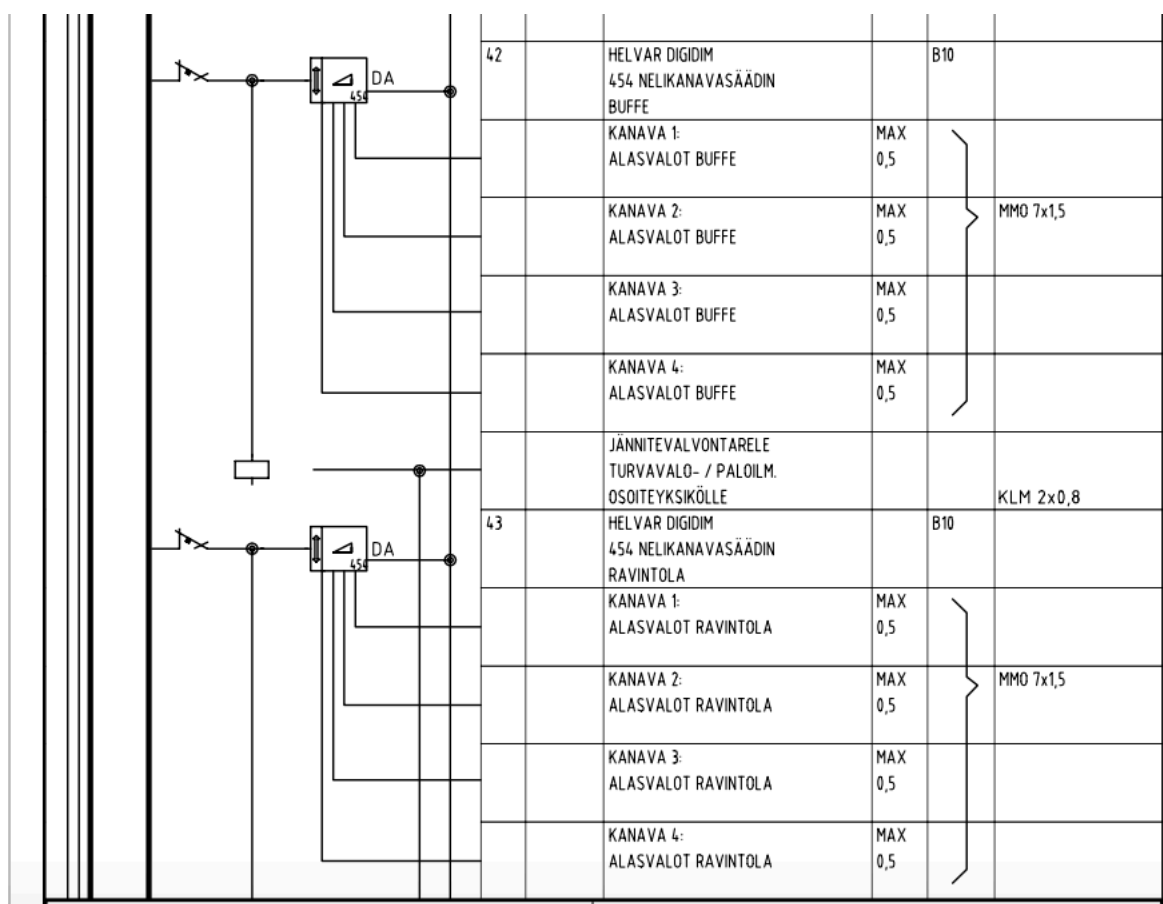 42 HELVAR DIGIDIM B10
454 NELIKANAVASÄÄDIN
BUFFE
DA
454
KANAVA 1: MAX
ALASVALOT BUFFE 0,5
KANAVA 2: MAX MMO 7x1,5
ALASVALOT BUFFE 0,5
KANAVA 3: MAX
ALASVALOT BUFFE 0,5
KANAVA 4: MAX
ALASVALOT BUFFE 0,5
JÄNNITEVALVONTARELE
TURVAVALO- / PALOILM.
OSOITEYKSIKÖLLE KLM 2x0,8
43 HELVAR DIGIDIM B10
454 NELIKANAVASÄÄDIN
RAVINTOLA
DA
454
KANAVA 1: MAX
ALASVALOT RAVINTOLA 0,5
KANAVA 2: MAX MMO 7x1,5
ALASVALOT RAVINTOLA 0,5
KANAVA 3: MAX
ALASVALOT RAVINTOLA 0,5
KANAVA 4: MAX
ALASVALOT RAVINTOLA 0,5